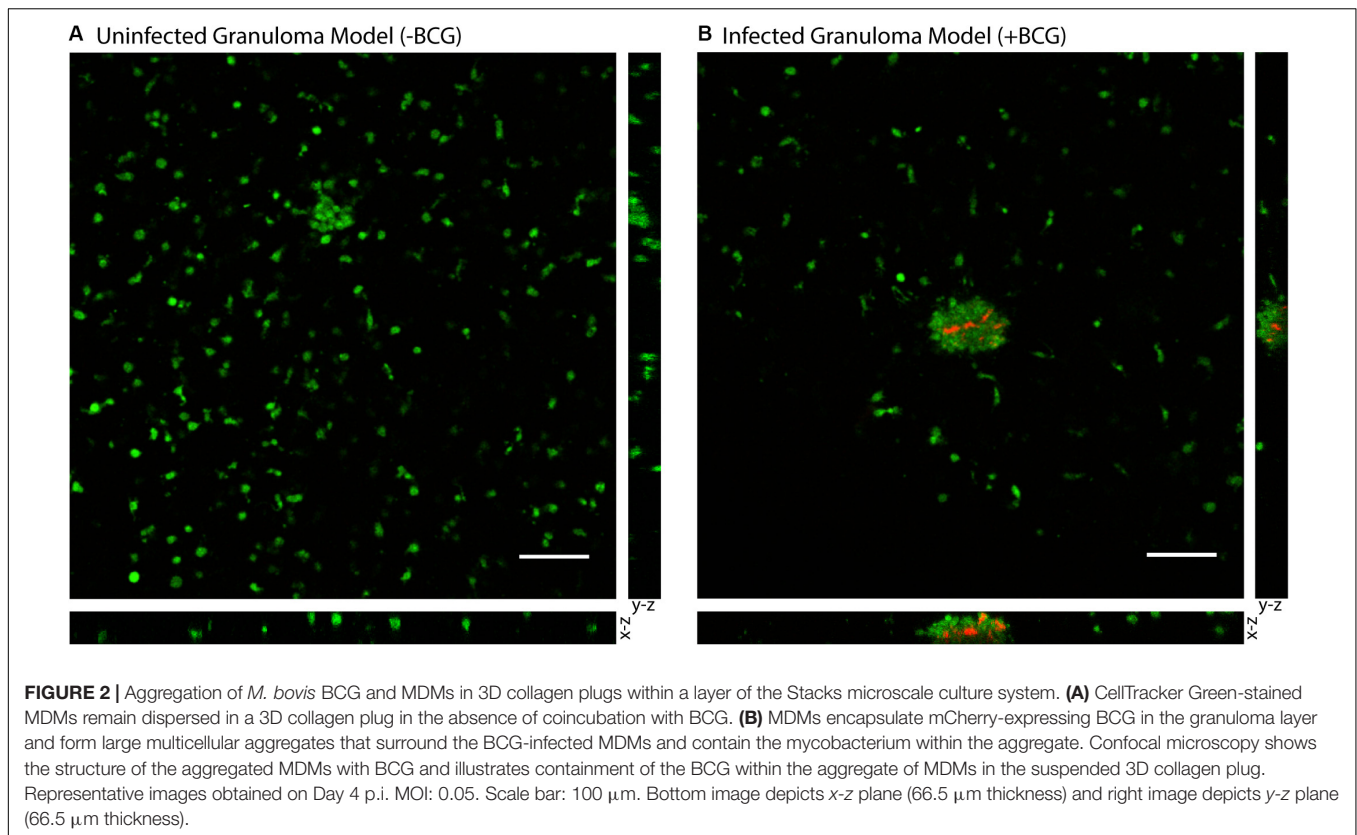 A Uninfected Granuloma Model (-BCG)
B Infected Granuloma Model (+BCG)
y-z
x-z
y-z
x-z
FIGURE 2 | Aggregation of M. bovis BCG and MDMs in 3D collagen plugs within a layer of the Stacks microscale culture system. (A) CellTracker Green-stained
MDMs remain dispersed in a 3D collagen plug in the absence of coincubation with BCG. (B) MDMs encapsulate mCherry-expressing BCG in the granuloma layer
and form large multicellular aggregates that surround the BCG-infected MDMs and contain the mycobacterium within the aggregate. Confocal microscopy shows
the structure of the aggregated MDMs with BCG and illustrates containment of the BCG within the aggregate of MDMs in the suspended 3D collagen plug.
Representative images obtained on Day 4 p.i. MOI: 0.05. Scale bar: 100 μm. Bottom image depicts x-z plane (66.5 μm thickness) and right image depicts y-z plane
(66.5 μm thickness).